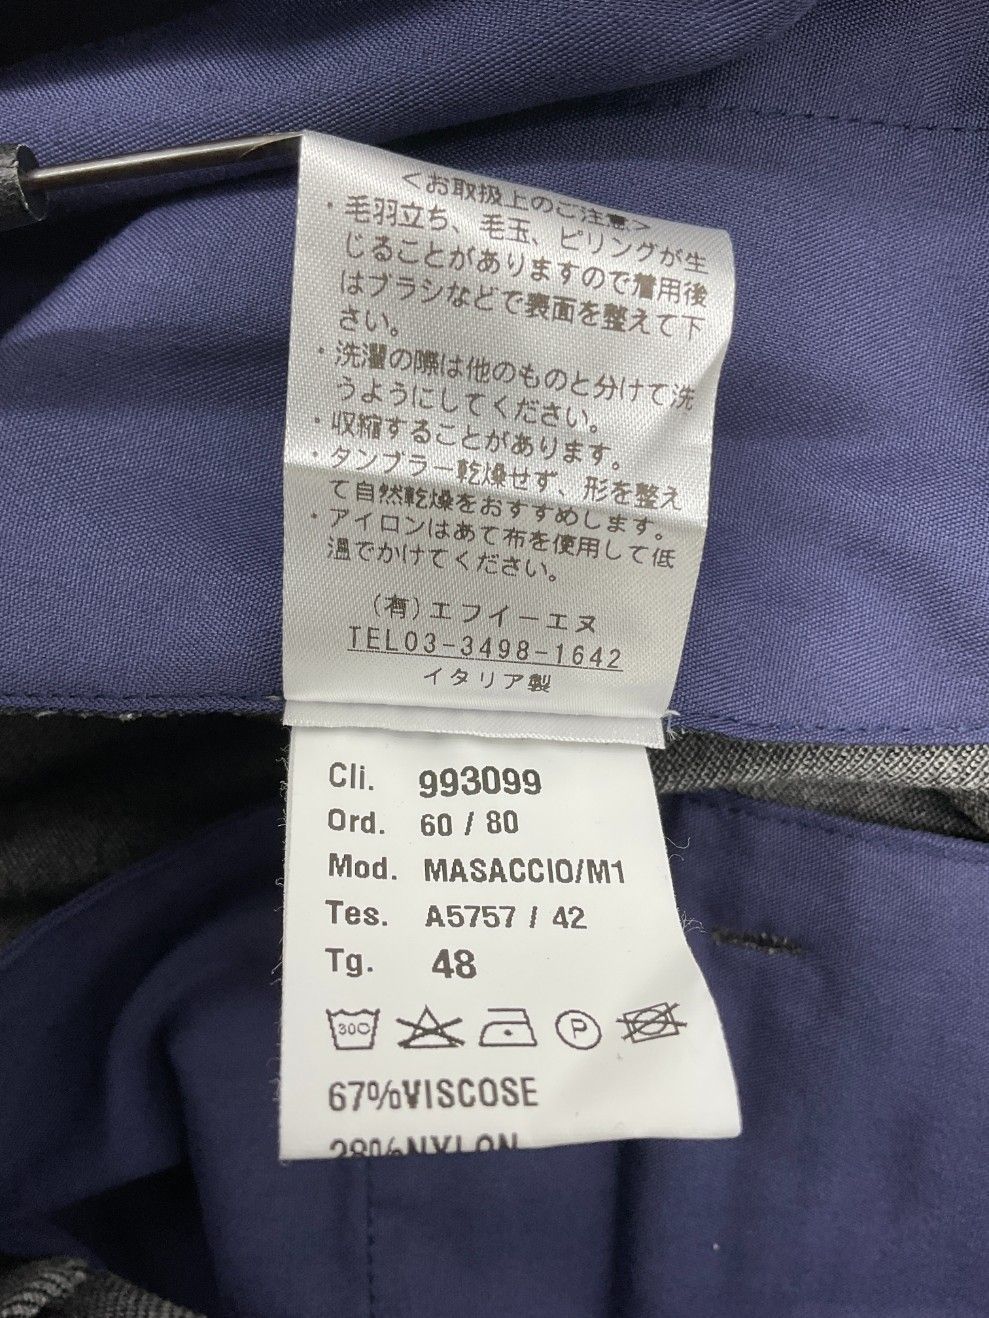 <お取扱上のご注意>
・毛羽立ち、毛玉、ピリングが生
じることがありますので着用後
はブラシなどで表面を整えて下
さい。
・洗濯の際は他のものと分けて洗
うようにしてください。
・収縮することがあります。
・タンブラー乾燥せず、形を整え
て自然乾燥をおすすめします。
・アイロンはあて布を使用して低
温でかけてください。
(有)エフイーエヌ
TEL03-3498-1642
イタリア製
Cli. 993099
Ord. 60 / 80
Mod. MASACCIO/M1
Tes. A5757 / 42
Tg. 48
30C P
67%VISCOSE
28%NYLON